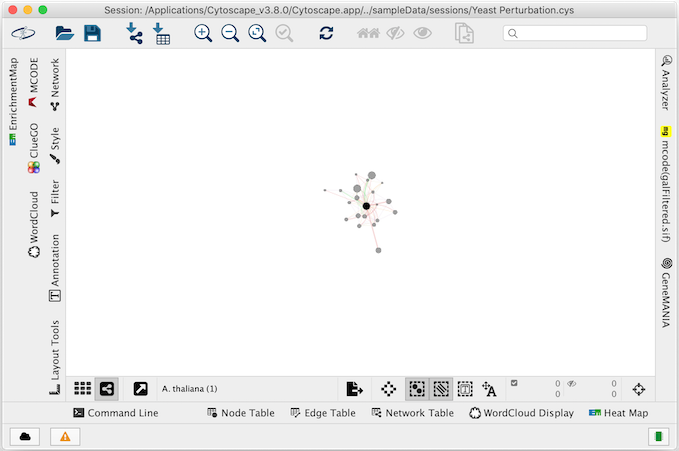 Session: /Applications/Cytoscape_v3.8.0/Cytoscape.app/../sampleData/sessions/Yeast Perturbation.cys
EnrichmentMap
MCODE
ClueGO
WordCloud
Network
Style
Filter
Annotation
Layout Tools
Analyzer
ng
mcode(galFiltered.sif)
GeneMANIA
A. thaliana (1)
T
T
A
0
0
0
0
Command Line
Node Table
Edge Table
Network Table
WordCloud Display
Em Heat Map